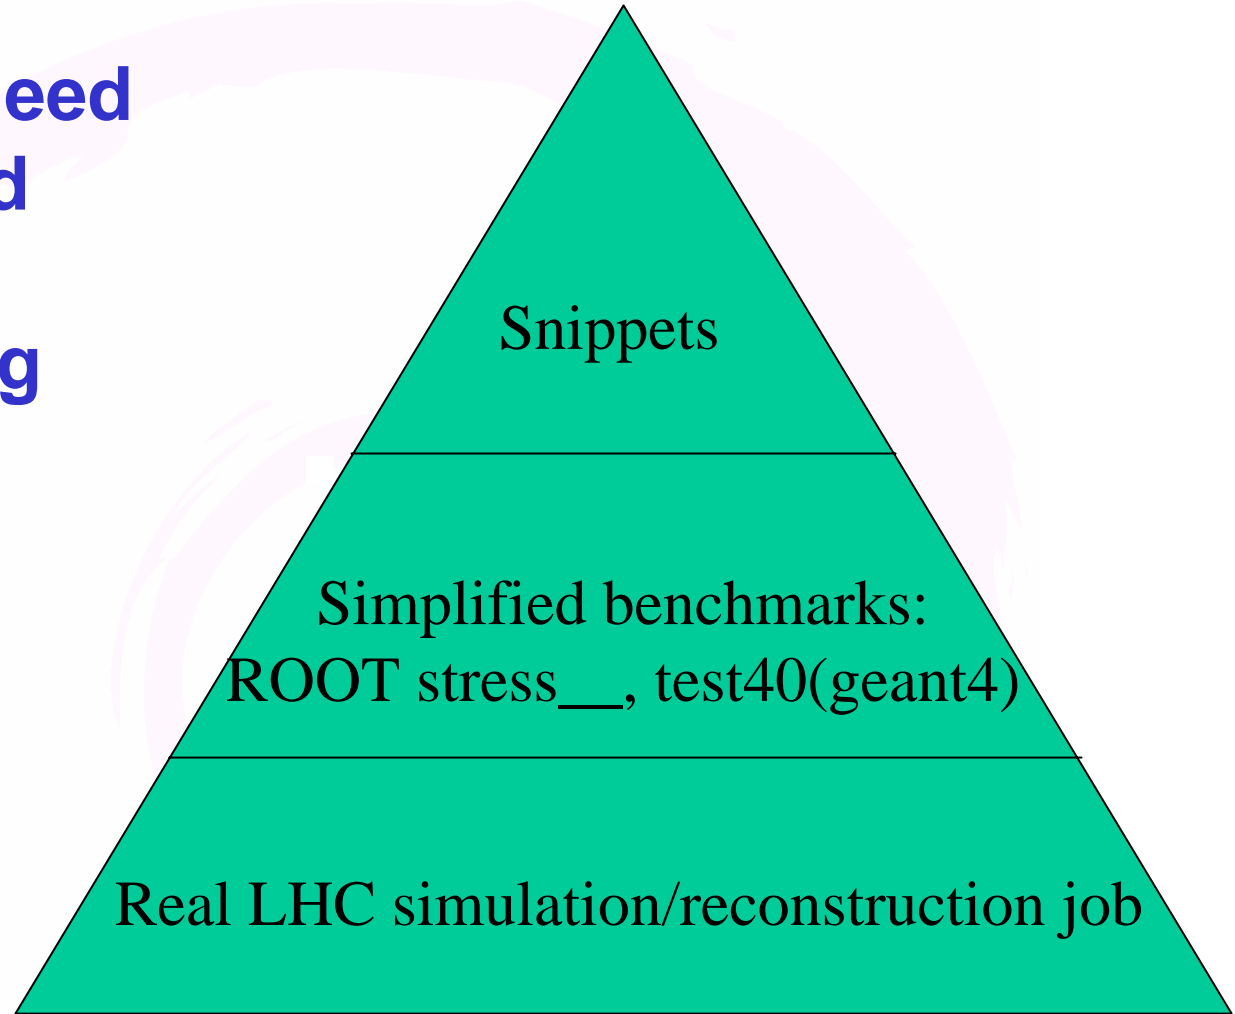 eed
d
g
Snippets
Simplified benchmarks:
ROOT stress__, test40(geant4)
Real LHC simulation/reconstruction job